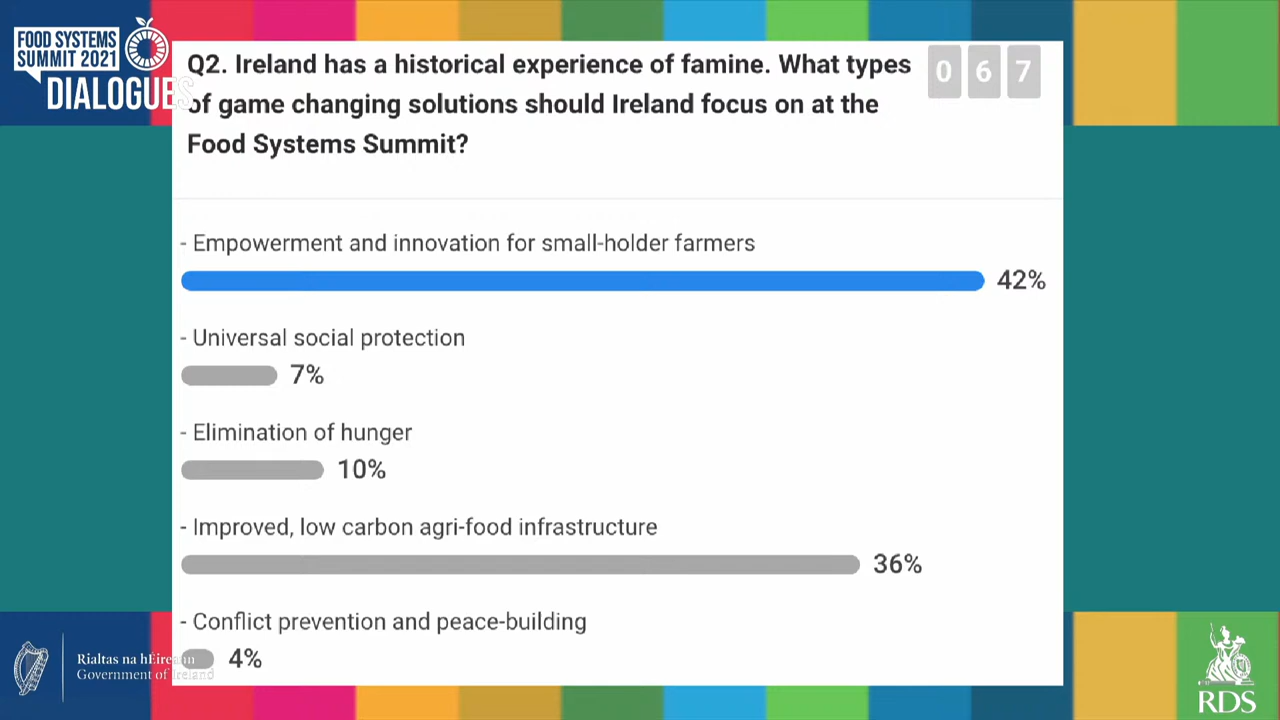 FOOD SYSTEMS
SUMMIT 2021
DIALOGUES
Q2. Ireland has a historical experience of famine. What types
of game changing solutions should Ireland focus on at the
Food Systems Summit?
0 6 7
- Empowerment and innovation for small-holder farmers
42%
- Universal social protection
7%
- Elimination of hunger
10%
- Improved, low carbon agri-food infrastructure
36%
- Conflict prevention and peace-building
4%
Rialtas na hÉireann
Government of Ireland
RDS